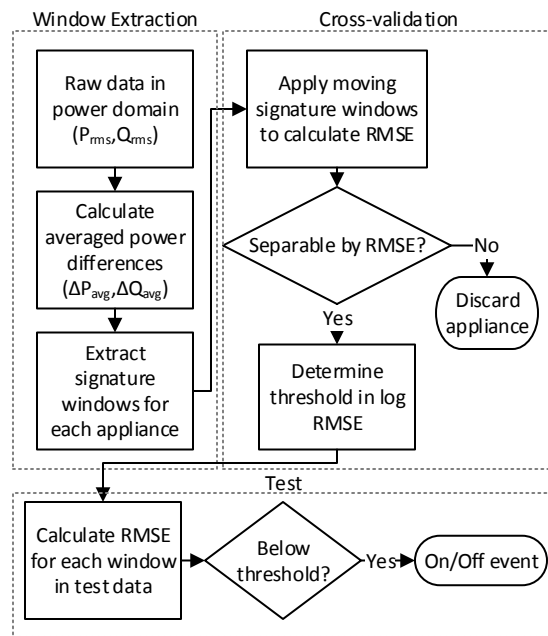 Window Extraction
Raw data in
power domain
(Prms,Qrms)
Calculate
averaged power
differences
(ΔPavg,ΔQavg)
Extract
signature
windows for
each appliance
Cross-validation
Apply moving
signature windows
to calculate RMSE
Separable by RMSE?
No
Discard
appliance
Yes
Determine
threshold in log
RMSE
Test
Calculate RMSE
for each window
in test data
Below
threshold?
Yes
On/Off event